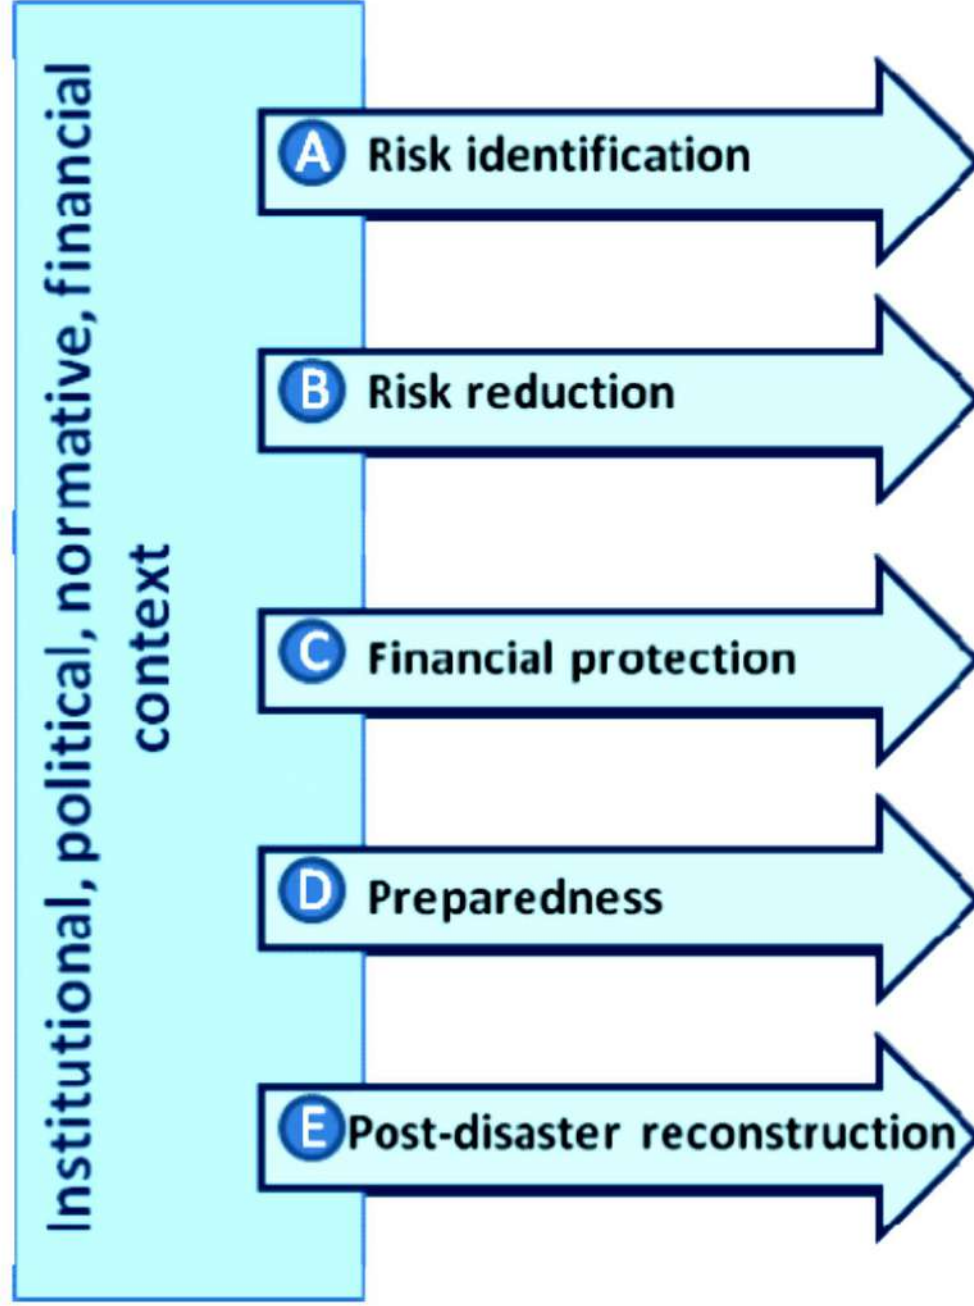 Institutional, political, normative, financial
context
A Risk identification
B Risk reduction
C Financial protection
D Preparedness
E Post-disaster reconstruction